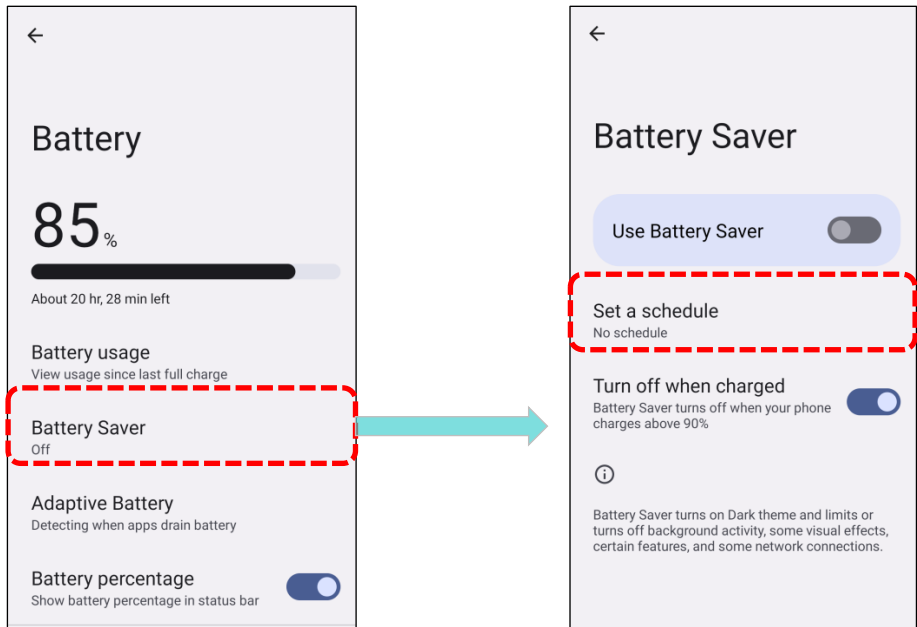 Battery
85%
About 20 hr, 28 min left
Battery usage
View usage since last full charge
Battery Saver
Off
Adaptive Battery
Detecting when apps drain battery
Battery percentage
Show battery percentage in status bar
Battery Saver
Use Battery Saver
Set a schedule
No schedule
Turn off when charged
Battery Saver turns off when your phone
charges above 90%
Battery Saver turns on Dark theme and limits or
turns off background activity, some visual effects,
certain features, and some network connections.